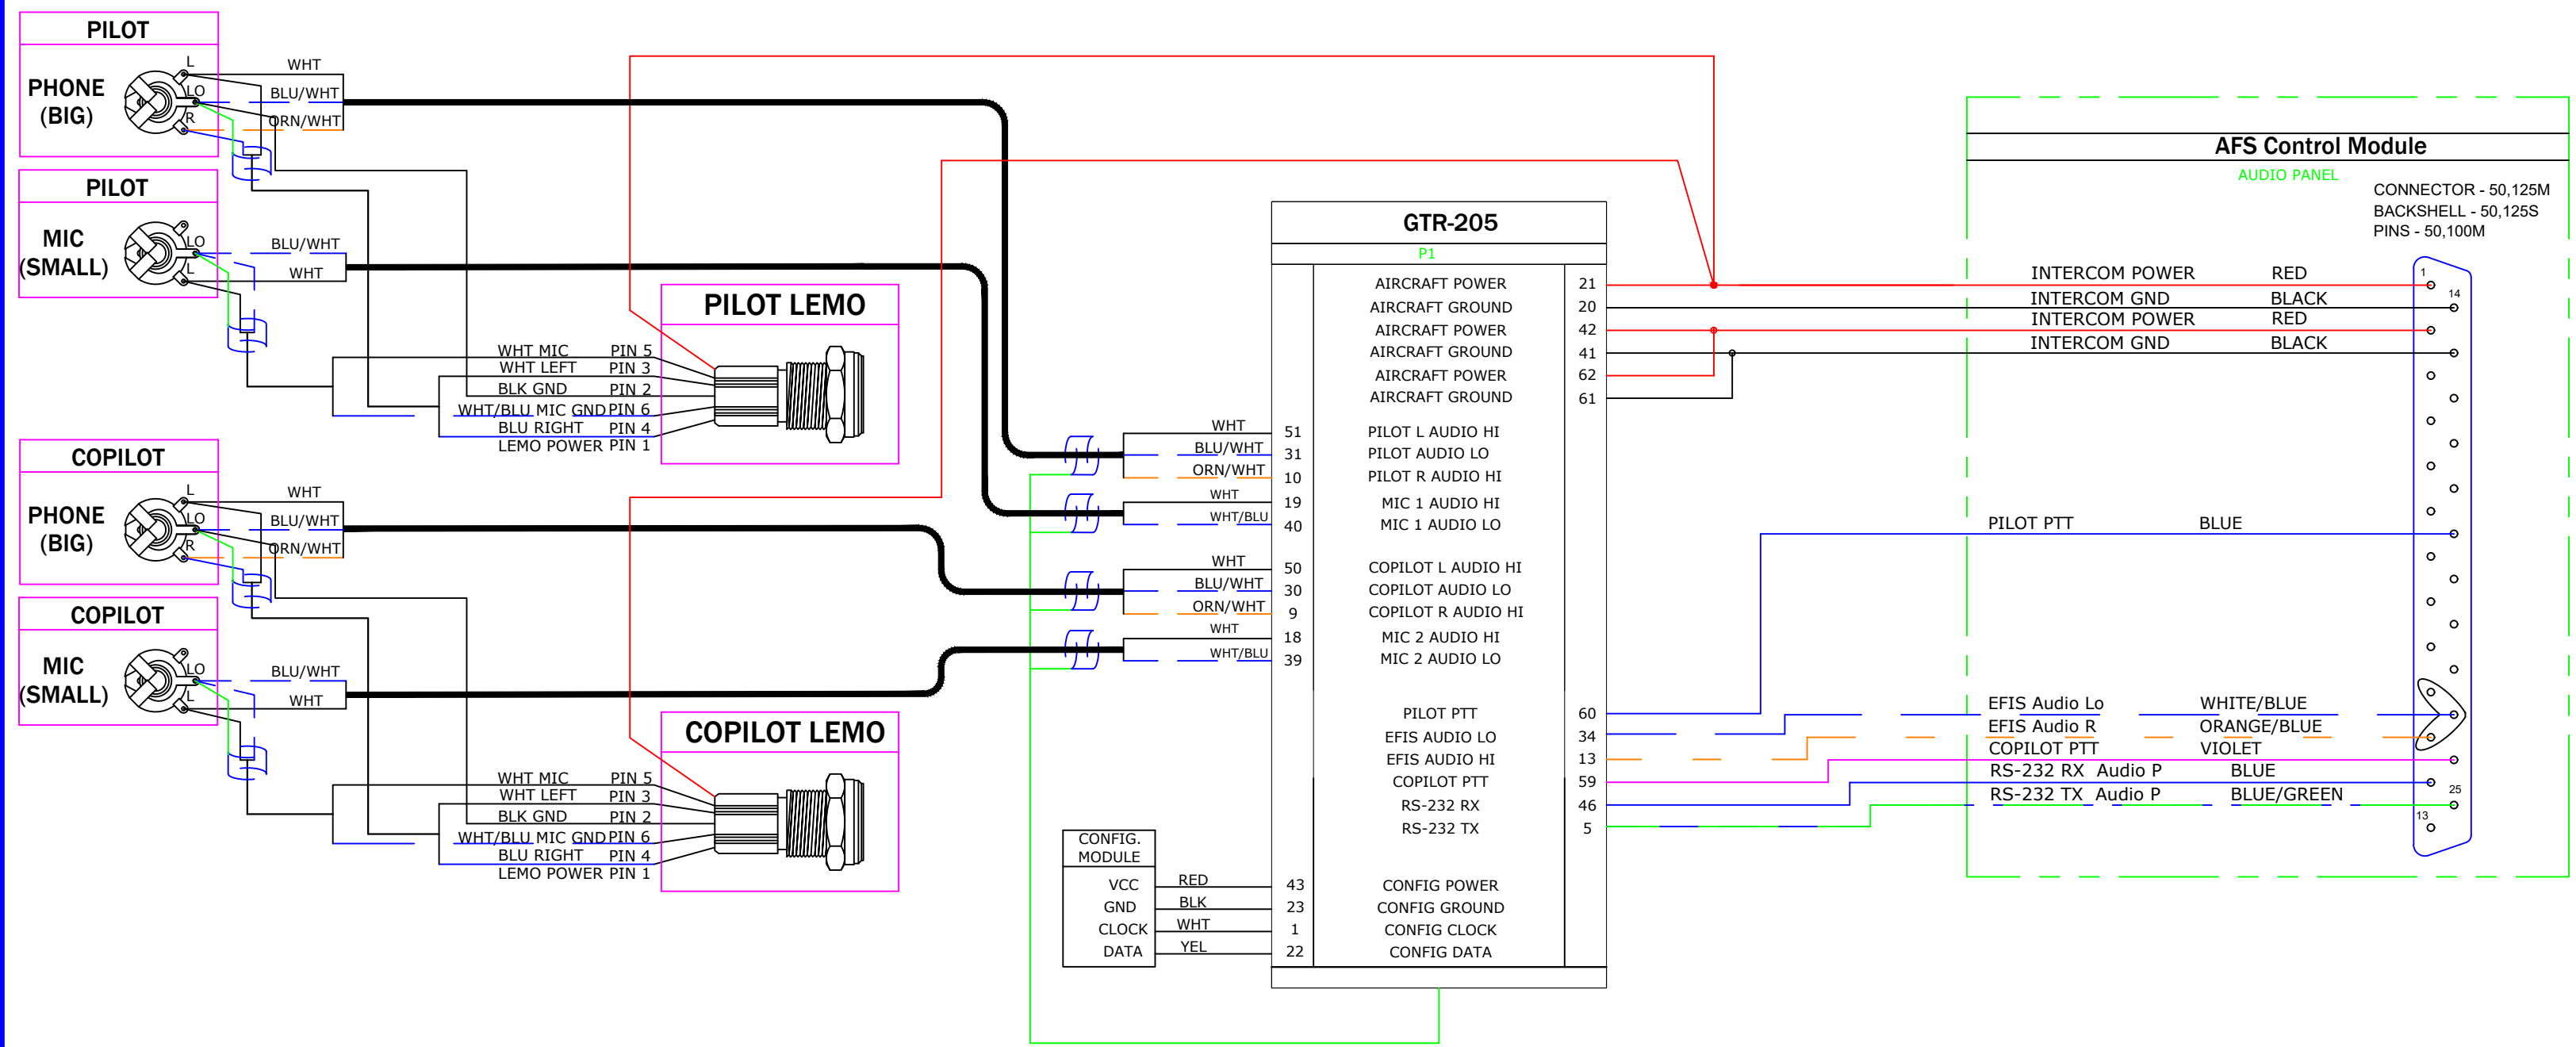 PILOT
PHONE
(BIG)
L
LO
R
WHT
BLU/WHT
ORN/WHT
PILOT
MIC
(SMALL)
LO
L
BLU/WHT
WHT
PILOT LEMO
WHT MIC PIN 5
WHT LEFT PIN 3
BLK GND PIN 2
WHT/BLU MIC GND PIN 6
BLU RIGHT PIN 4
LEMO POWER PIN 1
COPILOT
PHONE
(BIG)
L
LO
R
WHT
BLU/WHT
ORN/WHT
COPILOT
MIC
(SMALL)
LO
L
BLU/WHT
WHT
COPILOT LEMO
WHT MIC PIN 5
WHT LEFT PIN 3
BLK GND PIN 2
WHT/BLU MIC GND PIN 6
BLU RIGHT PIN 4
LEMO POWER PIN 1
GTR-205
P1
AIRCRAFT POWER 21
AIRCRAFT GROUND 20
AIRCRAFT POWER 42
AIRCRAFT GROUND 41
AIRCRAFT POWER 62
AIRCRAFT GROUND 61
WHT 51 PILOT L AUDIO HI
BLU/WHT 31 PILOT AUDIO LO
ORN/WHT 10 PILOT R AUDIO HI
WHT 19 MIC 1 AUDIO HI
WHT/BLU 40 MIC 1 AUDIO LO
WHT 50 COPILOT L AUDIO HI
BLU/WHT 30 COPILOT AUDIO LO
ORN/WHT 9 COPILOT R AUDIO HI
WHT 18 MIC 2 AUDIO HI
WHT/BLU 39 MIC 2 AUDIO LO
PILOT PTT 60
EFIS AUDIO LO 34
EFIS AUDIO HI 13
COPILOT PTT 59
RS-232 RX 46
RS-232 TX 5
CONFIG.
MODULE
VCC RED 43 CONFIG POWER
GND BLK 23 CONFIG GROUND
CLOCK WHT 1 CONFIG CLOCK
DATA YEL 22 CONFIG DATA
AFS Control Module
AUDIO PANEL
CONNECTOR - 50,125M
BACKSHELL - 50,125S
PINS - 50,100M
INTERCOM POWER RED 1
INTERCOM GND BLACK 14
INTERCOM POWER RED
INTERCOM GND BLACK
PILOT PTT BLUE
EFIS Audio Lo WHITE/BLUE
EFIS Audio R ORANGE/BLUE
COPILOT PTT VIOLET
RS-232 RX Audio P BLUE
RS-232 TX Audio P BLUE/GREEN 25
13